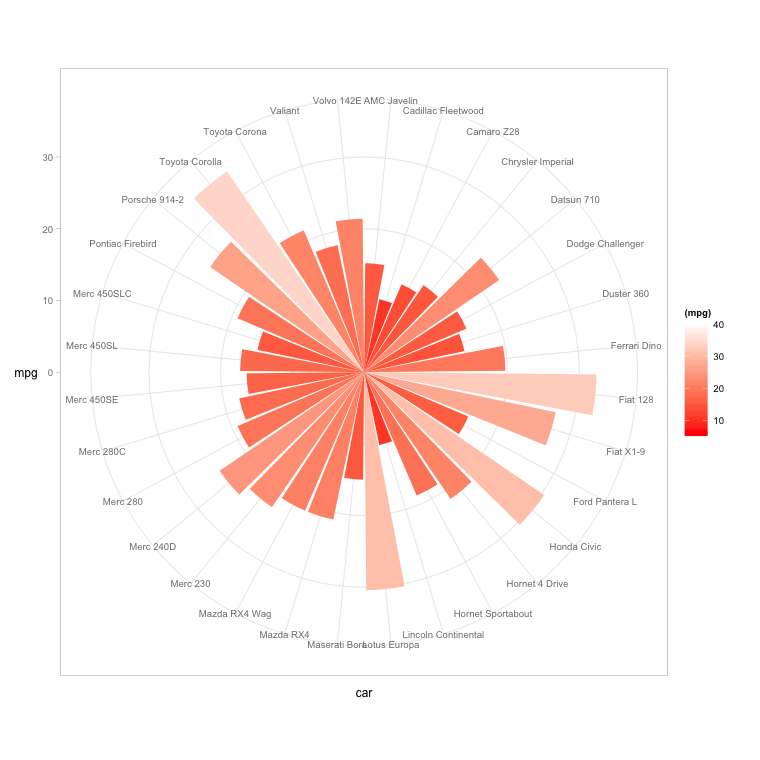 Volvo 142E AMC Javelin
Valiant
Cadillac Fleetwood
Toyota Corona
Camaro Z28
30
Toyota Corolla
Chrysler Imperial
Porsche 914-2
Datsun 710
20
Pontiac Firebird
Dodge Challenger
Merc 450SLC
Duster 360
10
Merc 450SL
Ferrari Dino
mpg
0
Merc 450SE
Fiat 128
Merc 280C
Fiat X1-9
Merc 280
Ford Pantera L
Merc 240D
Honda Civic
Merc 230
Hornet 4 Drive
Mazda RX4 Wag
Hornet Sportabout
Mazda RX4
Lincoln Continental
Maserati Bora
Lotus Europa
car
(mpg)
40
30
20
10